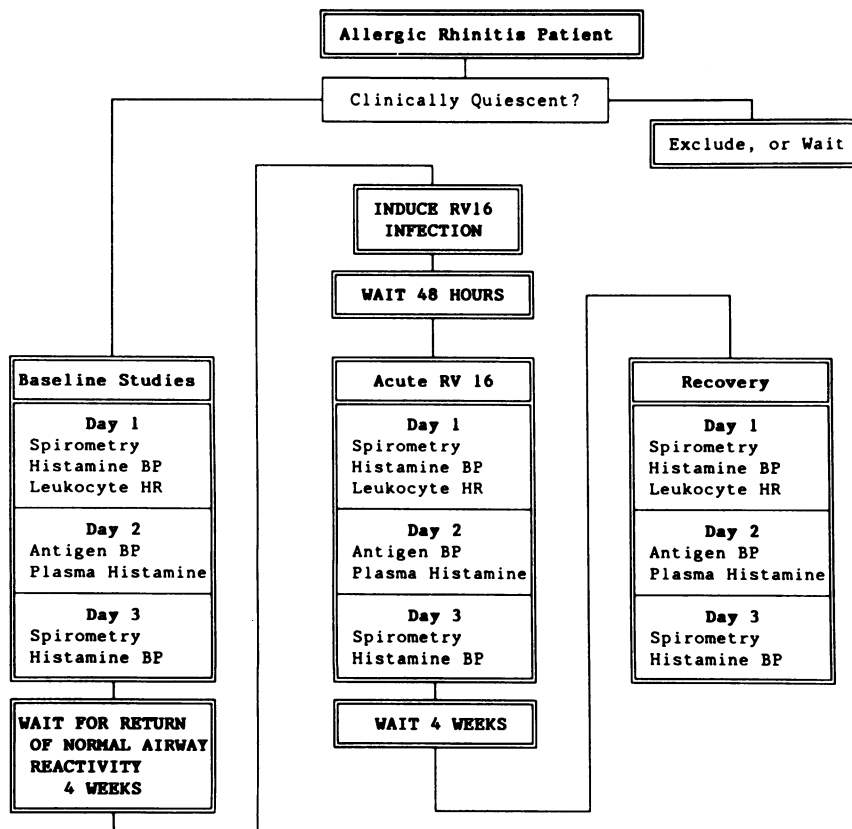 Allergic Rhinitis Patient
Clinically Quiescent?
Exclude, or Wait
INDUCE RV16
INFECTION
WAIT 48 HOURS
Baseline Studies
Day 1
Spirometry
Histamine BP
Leukocyte HR
Day 2
Antigen BP
Plasma Histamine
Day 3
Spirometry
Histamine BP
WAIT FOR RETURN
OF NORMAL AIRWAY
REACTIVITY
4 WEEKS
Acute RV 16
Day 1
Spirometry
Histamine BP
Leukocyte HR
Day 2
Antigen BP
Plasma Histamine
Day 3
Spirometry
Histamine BP
WAIT 4 WEEKS
Recovery
Day 1
Spirometry
Histamine BP
Leukocyte HR
Day 2
Antigen BP
Plasma Histamine
Day 3
Spirometry
Histamine BP